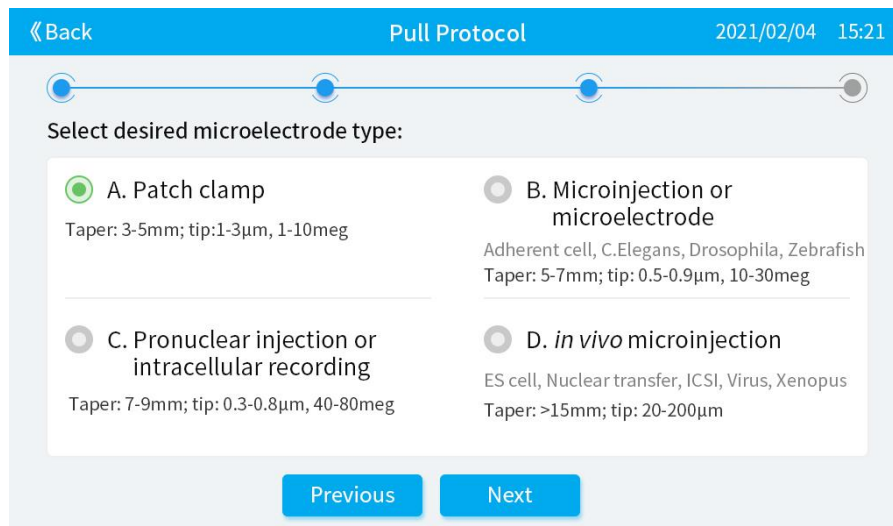 《Back
Pull Protocol
2021/02/04 15:21
Select desired microelectrode type:
A. Patch clamp
Taper: 3-5mm; tip:1-3μm, 1-10meg
B. Microinjection or
microelectrode
Adherent cell, C.Elegans, Drosophila, Zebrafish
Taper: 5-7mm; tip: 0.5-0.9μm, 10-30meg
C. Pronuclear injection or
intracellular recording
Taper: 7-9mm; tip: 0.3-0.8μm, 40-80meg
D. in vivo microinjection
ES cell, Nuclear transfer, ICSI, Virus, Xenopus
Taper: >15mm; tip: 20-200μm
Previous
Next